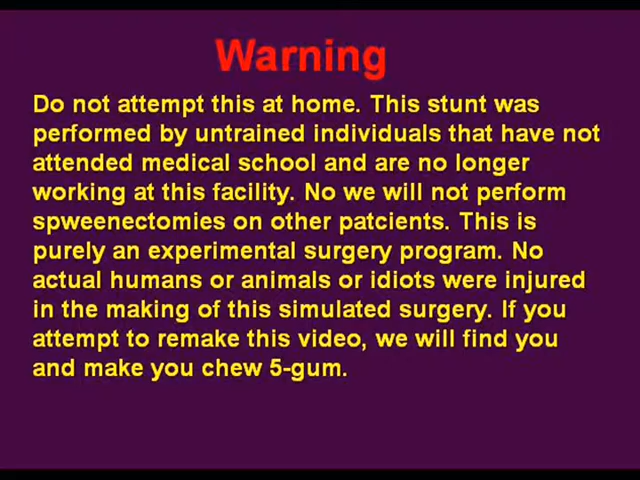 Warning
Do not attempt this at home. This stunt was
performed by untrained individuals that have not
attended medical school and are no longer
working at this facility. No we will not perform
spweenectomies on other patcients. This is
purely an experimental surgery program. No
actual humans or animals or idiots were injured
in the making of this simulated surgery. If you
attempt to remake this video, we will find you
and make you chew 5-gum.